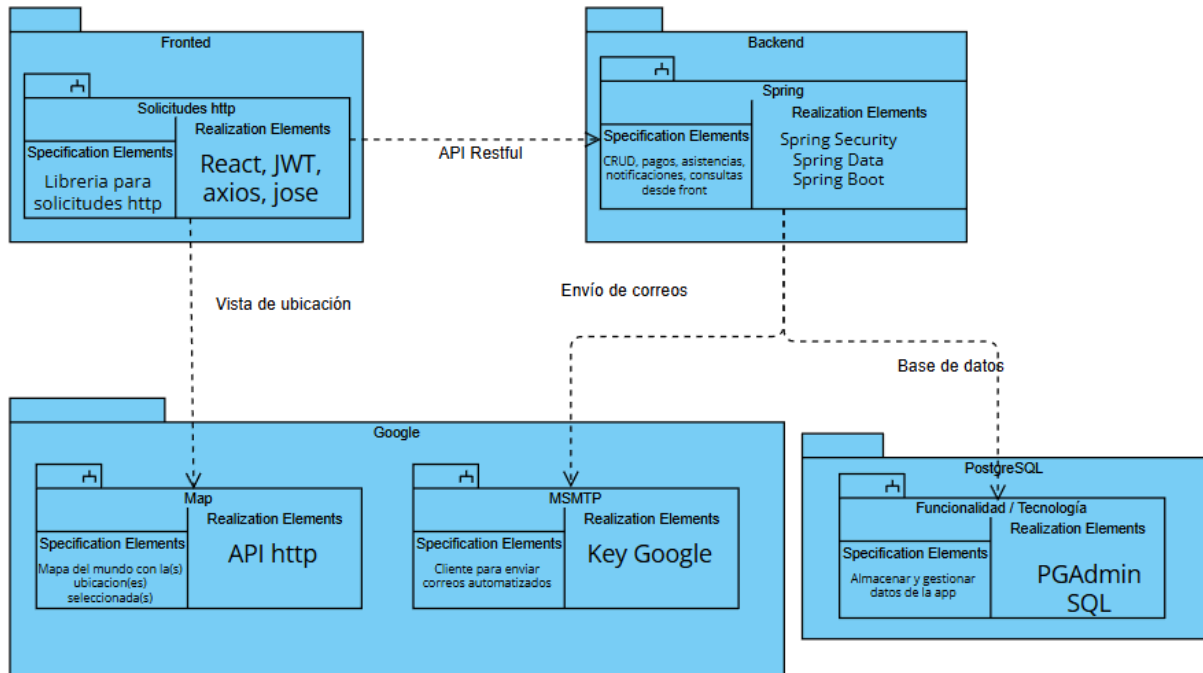 Fronted
Solicitudes http
Specification Elements
Libreria para
solicitudes http
Realization Elements
React, JWT,
axios, jose
API Restful
Backend
Spring
Specification Elements
CRUD, pagos, asistencias,
notificaciones, consultas
desde front
Realization Elements
Spring Security
Spring Data
Spring Boot
Vista de ubicación
Envío de correos
Base de datos
Google
Map
Specification Elements
Mapa del mundo con la(s)
ubicacion(es)
seleccionada(s)
Realization Elements
API http
MSMTP
Specification Elements
Cliente para enviar
correos automatizados
Realization Elements
Key Google
PostgreSQL
Funcionalidad / Tecnología
Specification Elements
Almacenar y gestionar
datos de la app
Realization Elements
PGAdmin
SQL